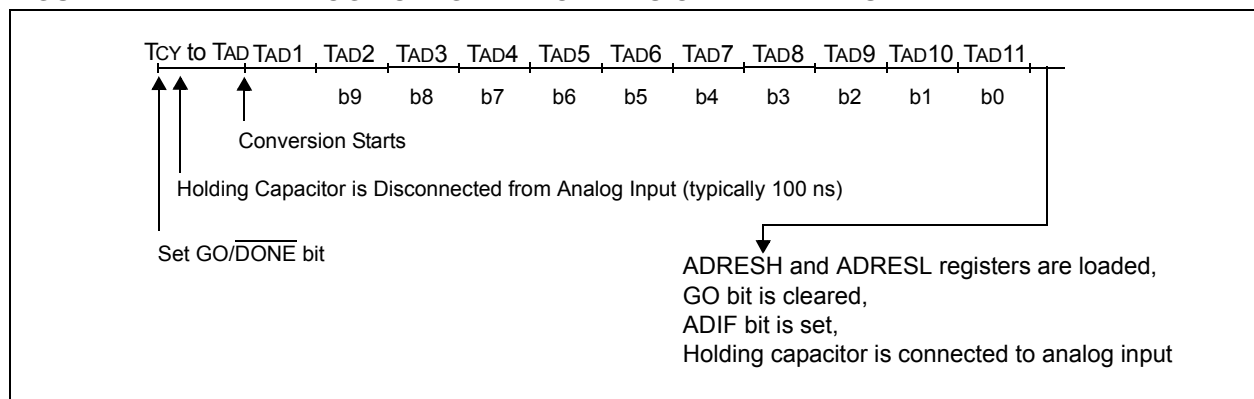 TCY to TAD TAD1 TAD2 TAD3 TAD4 TAD5 TAD6 TAD7 TAD8 TAD9 TAD10 TAD11
b9 b8 b7 b6 b5 b4 b3 b2 b1 b0
Conversion Starts
Holding Capacitor is Disconnected from Analog Input (typically 100 ns)
Set GO/DONE bit
ADRESH and ADRESL registers are loaded,
GO bit is cleared,
ADIF bit is set,
Holding capacitor is connected to analog input